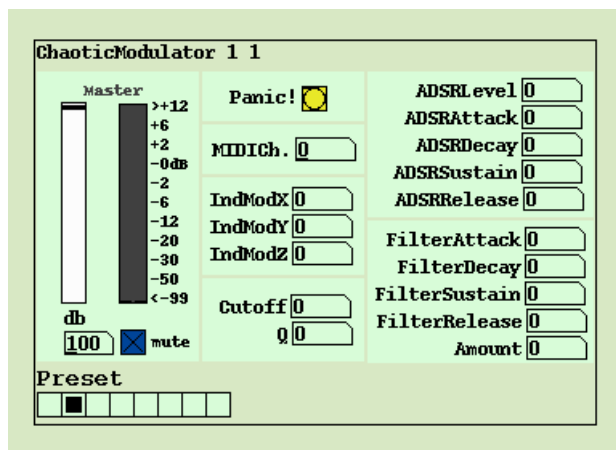 ChaoticModulator 1 1
Master
>+12
+6
+2
-0dB
-2
-6
-12
-20
-30
-50
<-99
db
100
mute
Panic!
MIDICh. 0
IndModX 0
IndModY 0
IndModZ 0
Cutoff 0
Q 0
ADSRLevel 0
ADSRAttack 0
ADSRDecay 0
ADSRSustain 0
ADSRRelease 0
FilterAttack 0
FilterDecay 0
FilterSustain 0
FilterRelease 0
Amount 0
Preset